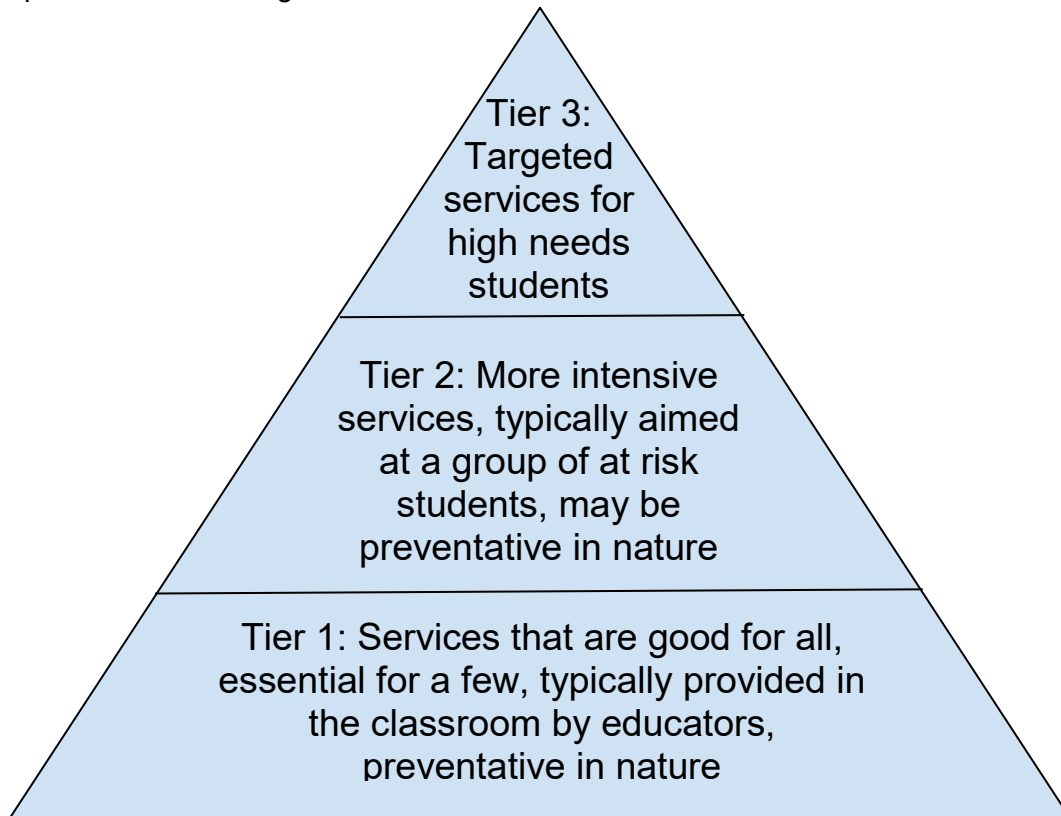 Tier 3:
Targeted
services for
high needs
students
Tier 2: More intensive
services, typically aimed
at a group of at risk
students, may be
preventative in nature
Tier 1: Services that are good for all,
essential for a few, typically provided in
the classroom by educators,
preventative in nature